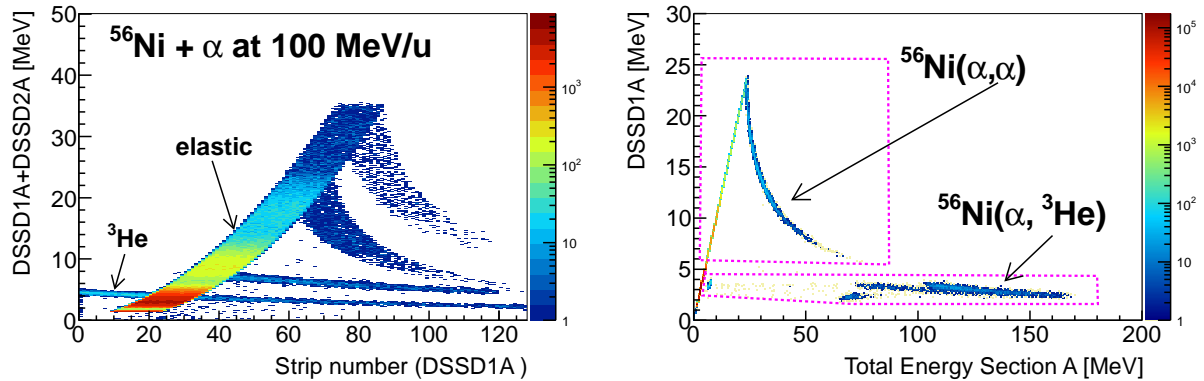 ⁵⁶Ni + α at 100 MeV/u
elastic
³He
DSSD1A+DSSD2A [MeV]
50
40
30
20
10
0
0 20 40 60 80 100 120
Strip number (DSSD1A )
10³
10²
10
1
⁵⁶Ni(α,α)
⁵⁶Ni(α, ³He)
DSSD1A [MeV]
30
25
20
15
10
5
0
0 50 100 150 200
Total Energy Section A [MeV]
10⁵
10⁴
10³
10²
10
1